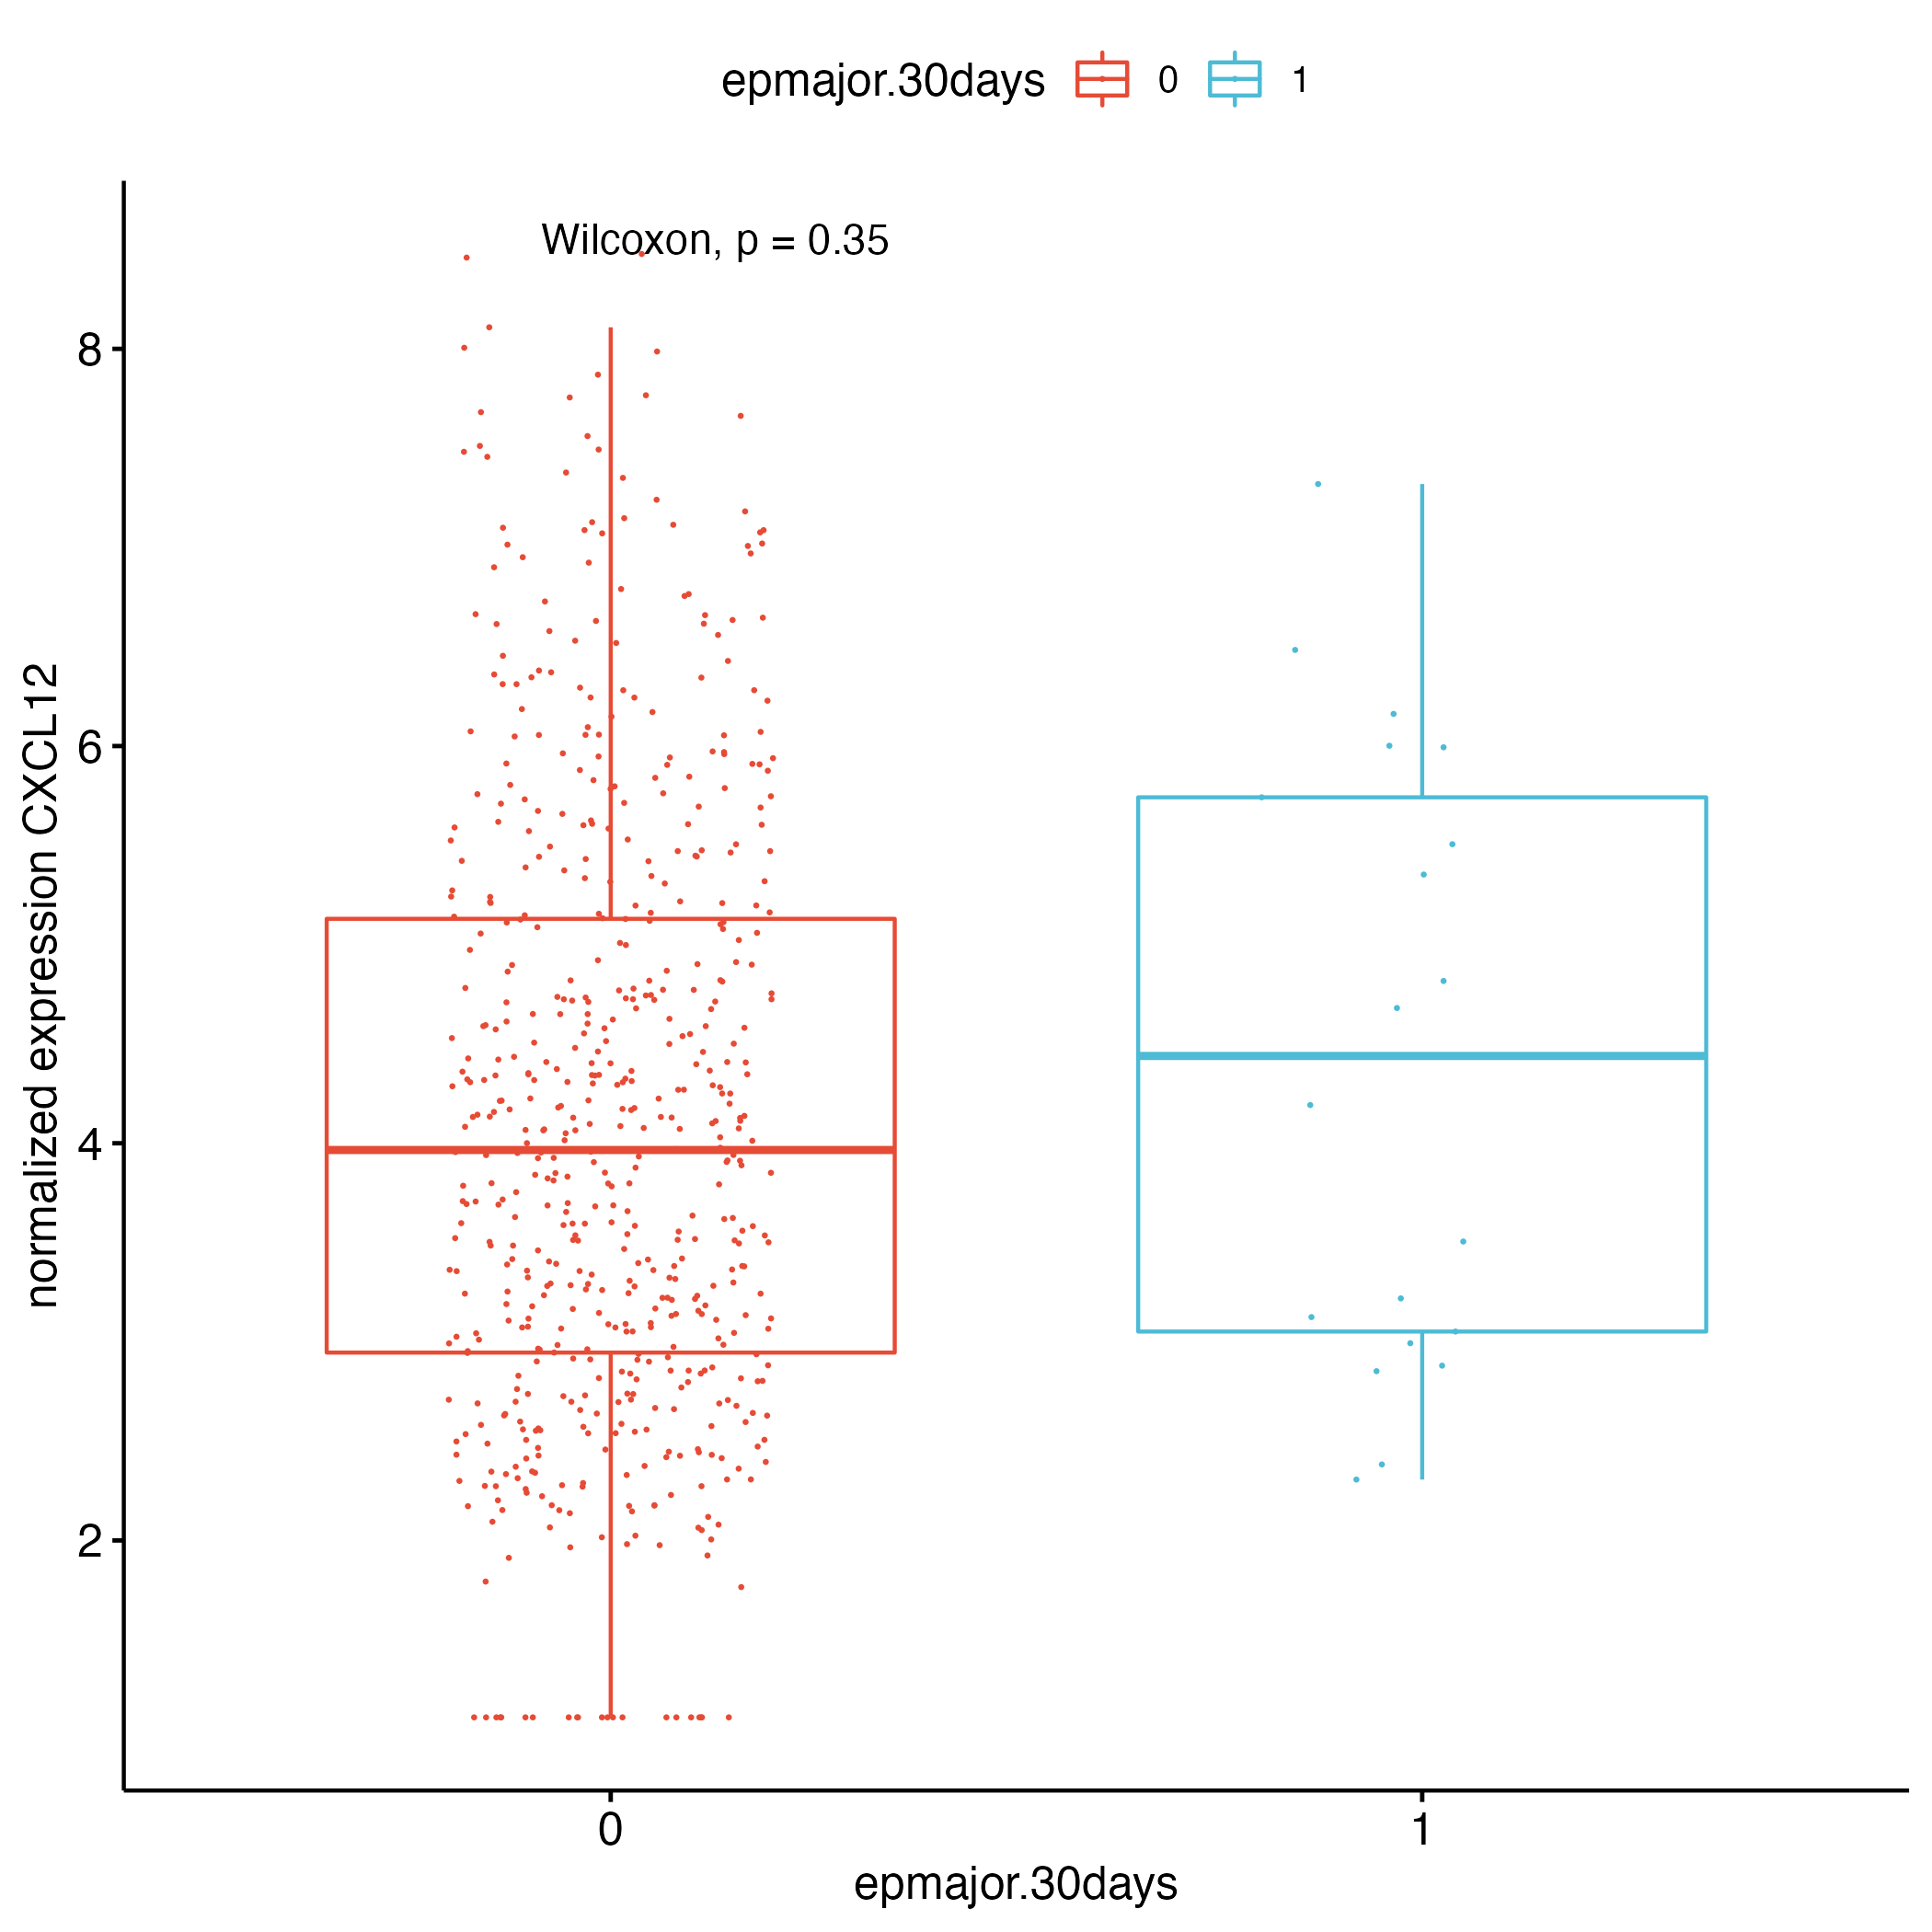 epmajor.30days 0 1
Wilcoxon, p = 0.35
8
6
4
2
normalized expression CXCL12
0 1
epmajor.30days